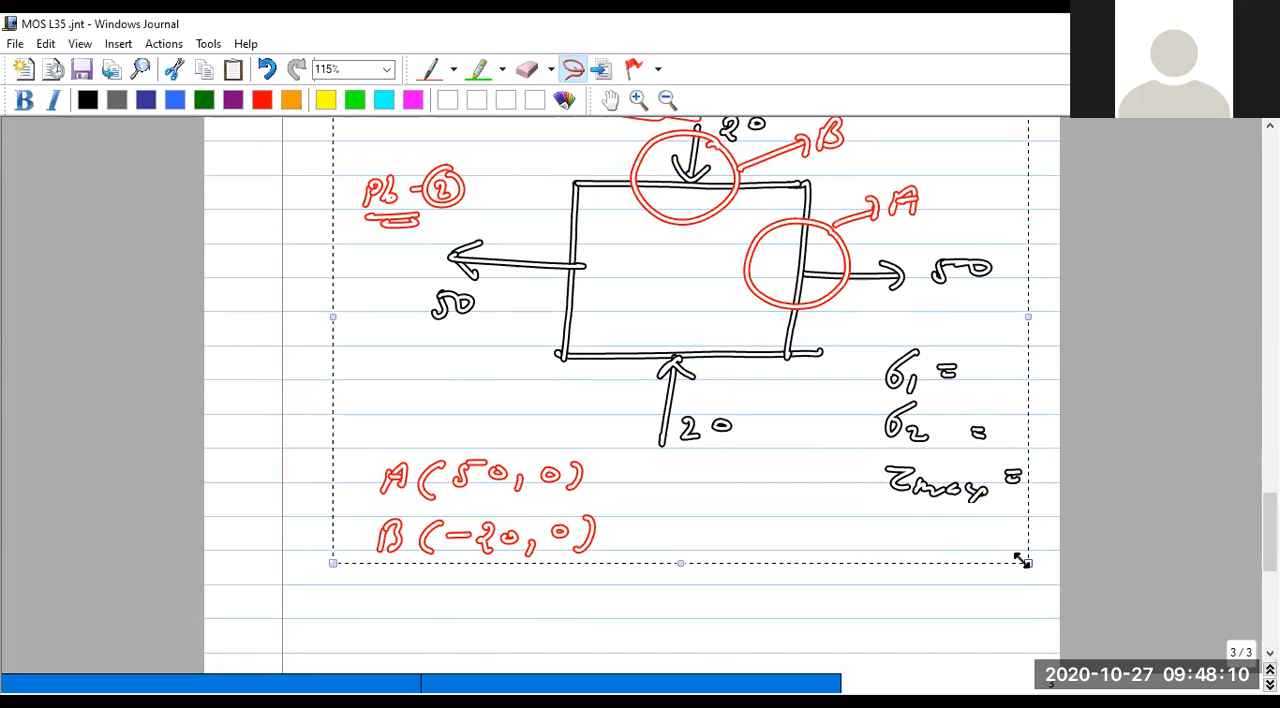 MOS L35 .jnt - Windows Journal
File Edit View Insert Actions Tools Help
115%
B I
20
B
Pb - 2
A
50
50
σ1 =
20
σ2 =
A (50, 0)
τmax =
B (-20, 0)
3 / 3
2020-10-27 09:48:10